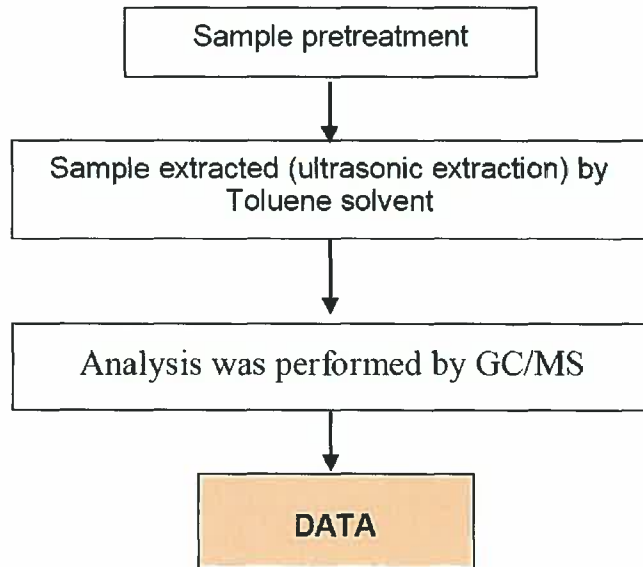 Sample pretreatment
Sample extracted (ultrasonic extraction) by
Toluene solvent
Analysis was performed by GC/MS
DATA